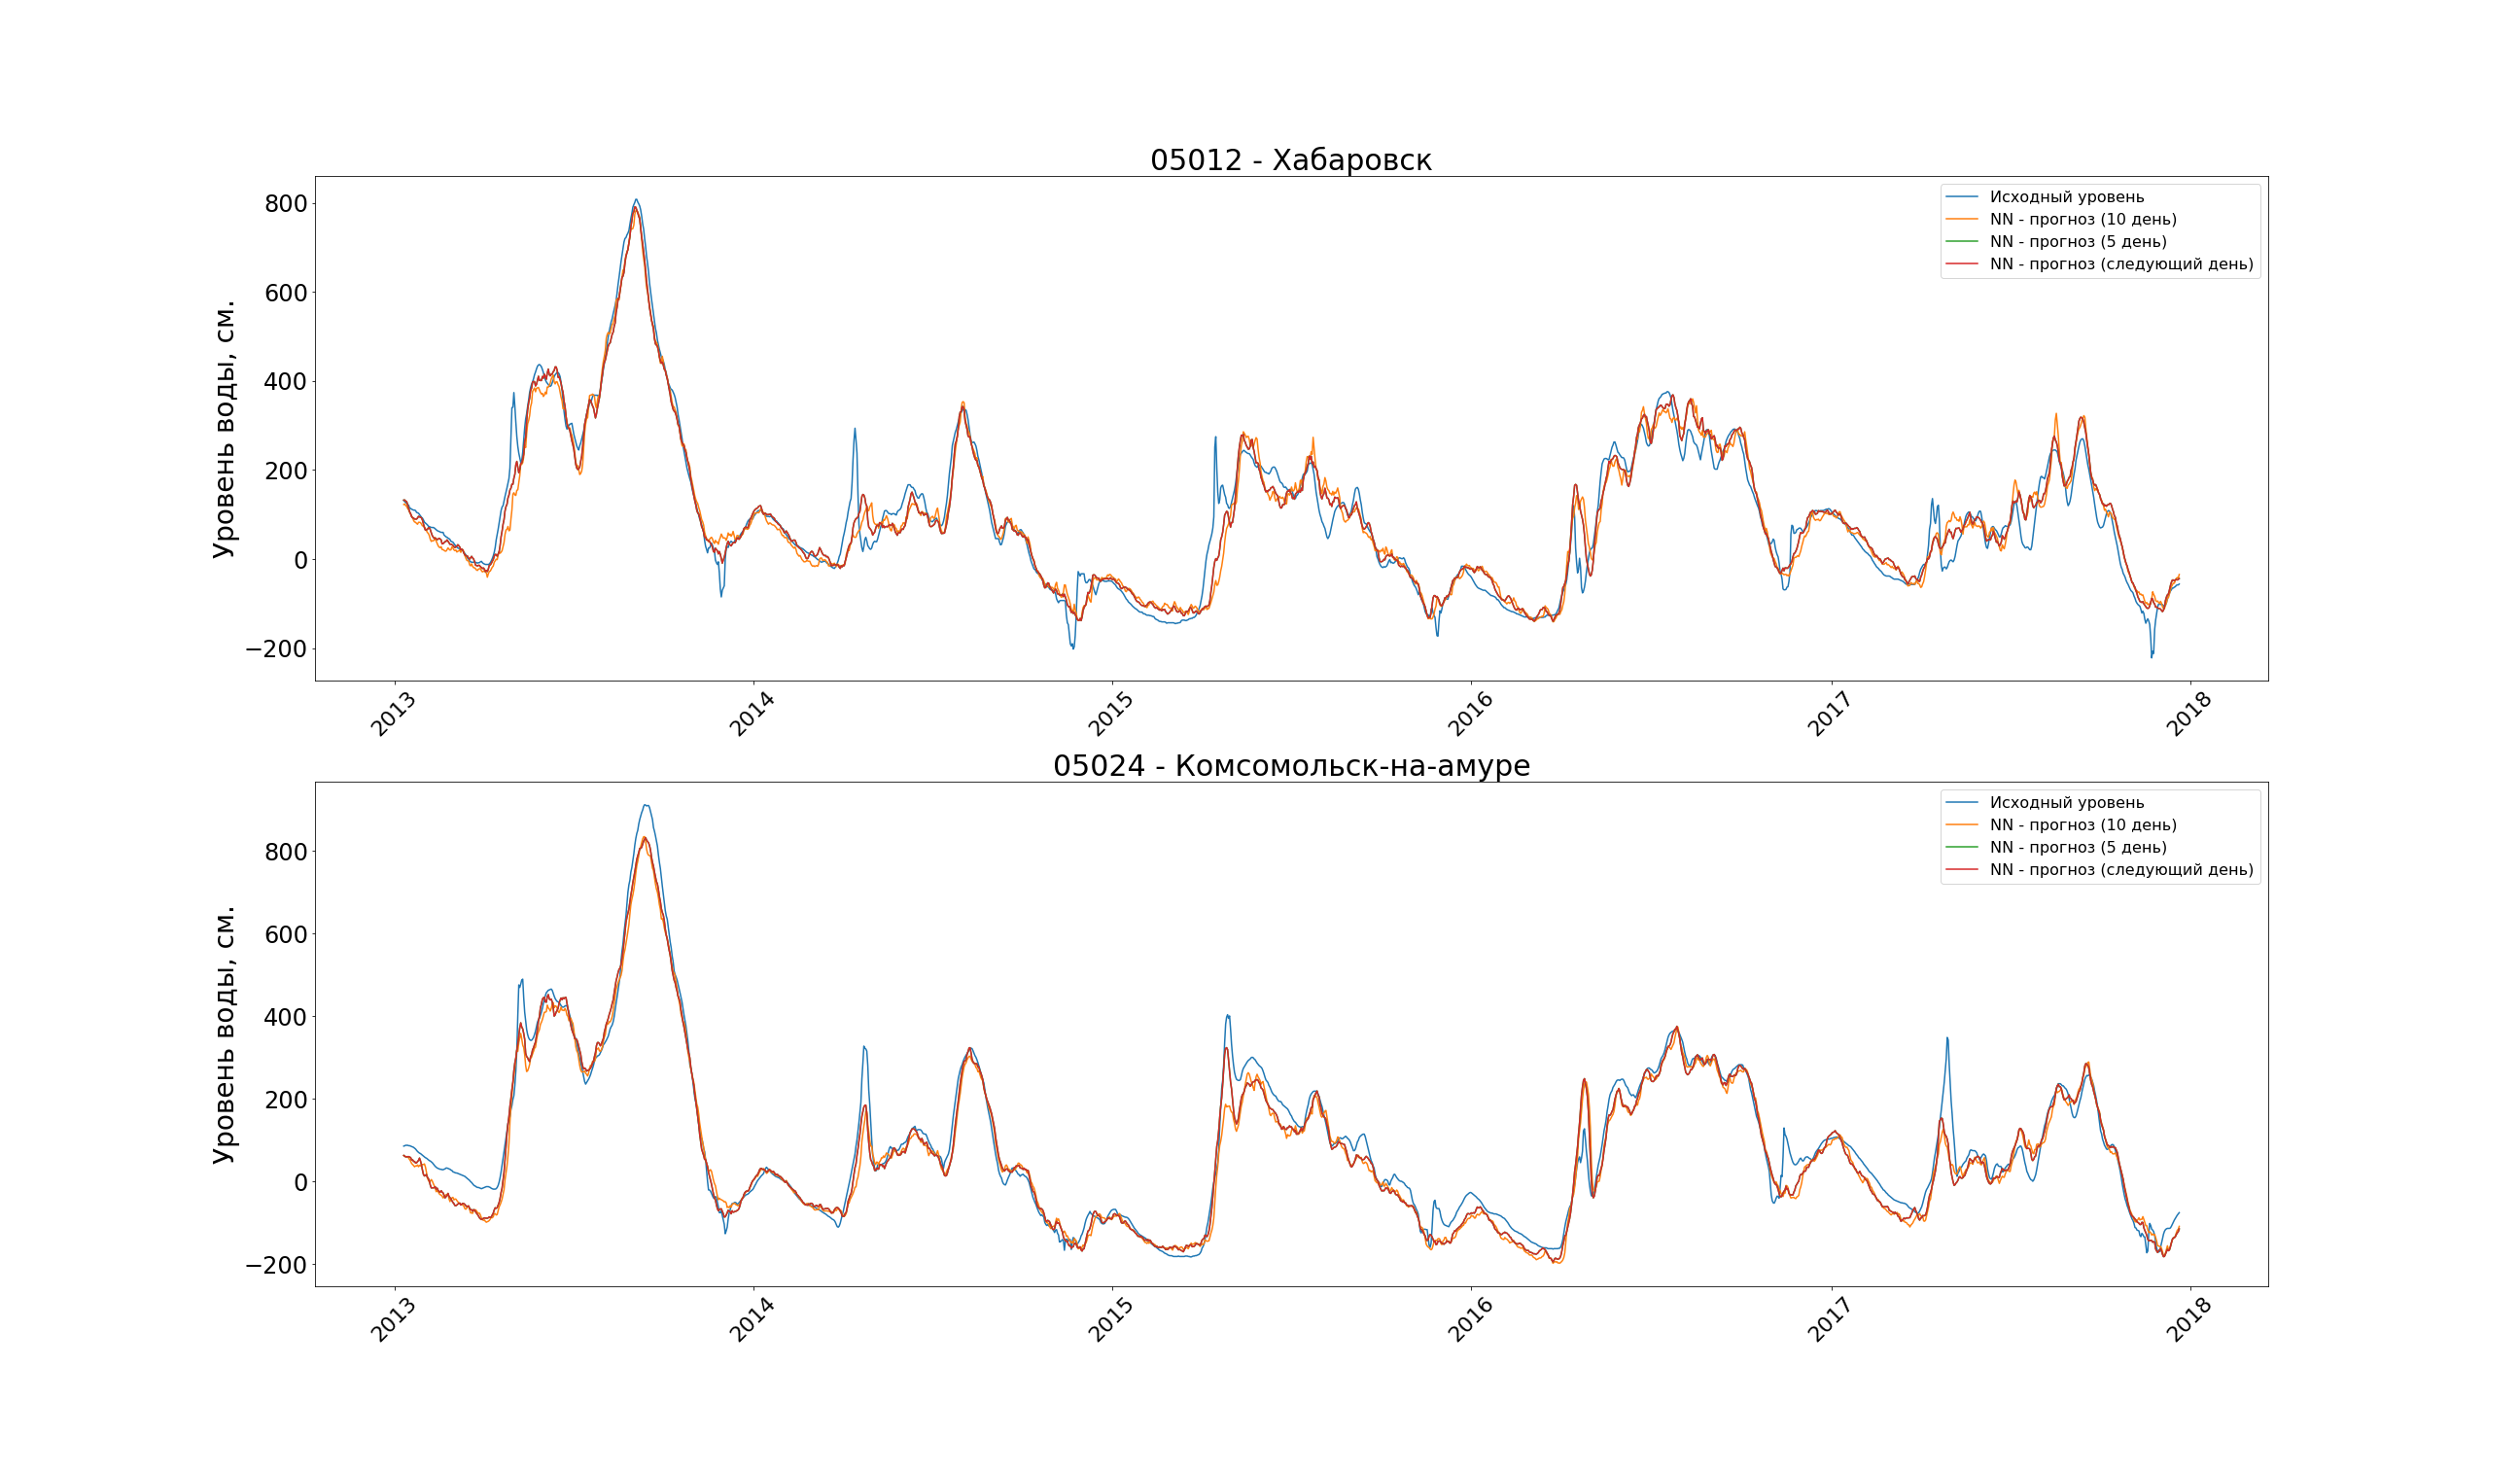 05012 - Хабаровск
Уровень воды, см.
800
600
400
200
0
−200
Исходный уровень
NN - прогноз (10 день)
NN - прогноз (5 день)
NN - прогноз (следующий день)
2013
2014
2015
2016
2017
2018
05024 - Комсомольск-на-амуре
Уровень воды, см.
800
600
400
200
0
−200
Исходный уровень
NN - прогноз (10 день)
NN - прогноз (5 день)
NN - прогноз (следующий день)
2013
2014
2015
2016
2017
2018